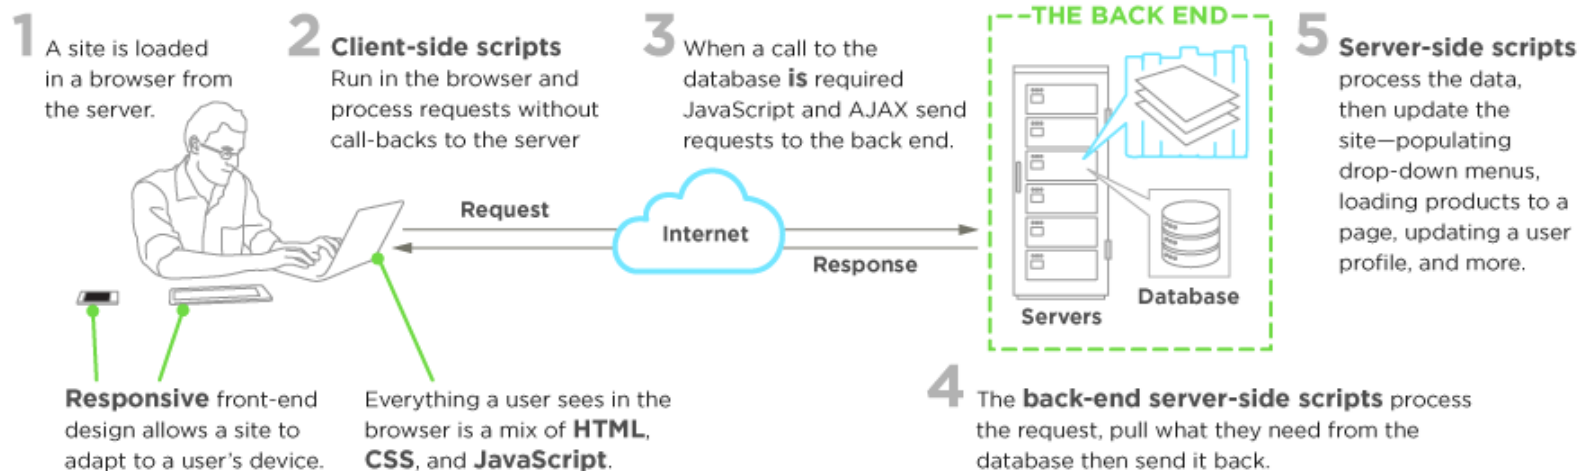 1
A site is loaded
in a browser from
the server.
2
Client-side scripts
Run in the browser and
process requests without
call-backs to the server
3
When a call to the
database is required
JavaScript and AJAX send
requests to the back end.
THE BACK END
5
Server-side scripts
process the data,
then update the
site—populating
drop-down menus,
loading products to a
page, updating a user
profile, and more.
Request
Internet
Response
Database
Servers
Responsive front-end
design allows a site to
adapt to a user's device.
Everything a user sees in the
browser is a mix of HTML,
CSS, and JavaScript.
4
The back-end server-side scripts process
the request, pull what they need from the
database then send it back.